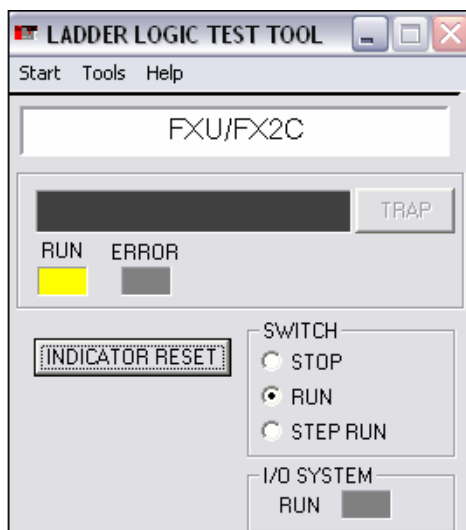 LADDER LOGIC TEST TOOL
Start Tools Help
FXU/FX2C
TRAP
RUN ERROR
INDICATOR RESET
SWITCH
STOP
RUN
STEP RUN
I/O SYSTEM
RUN